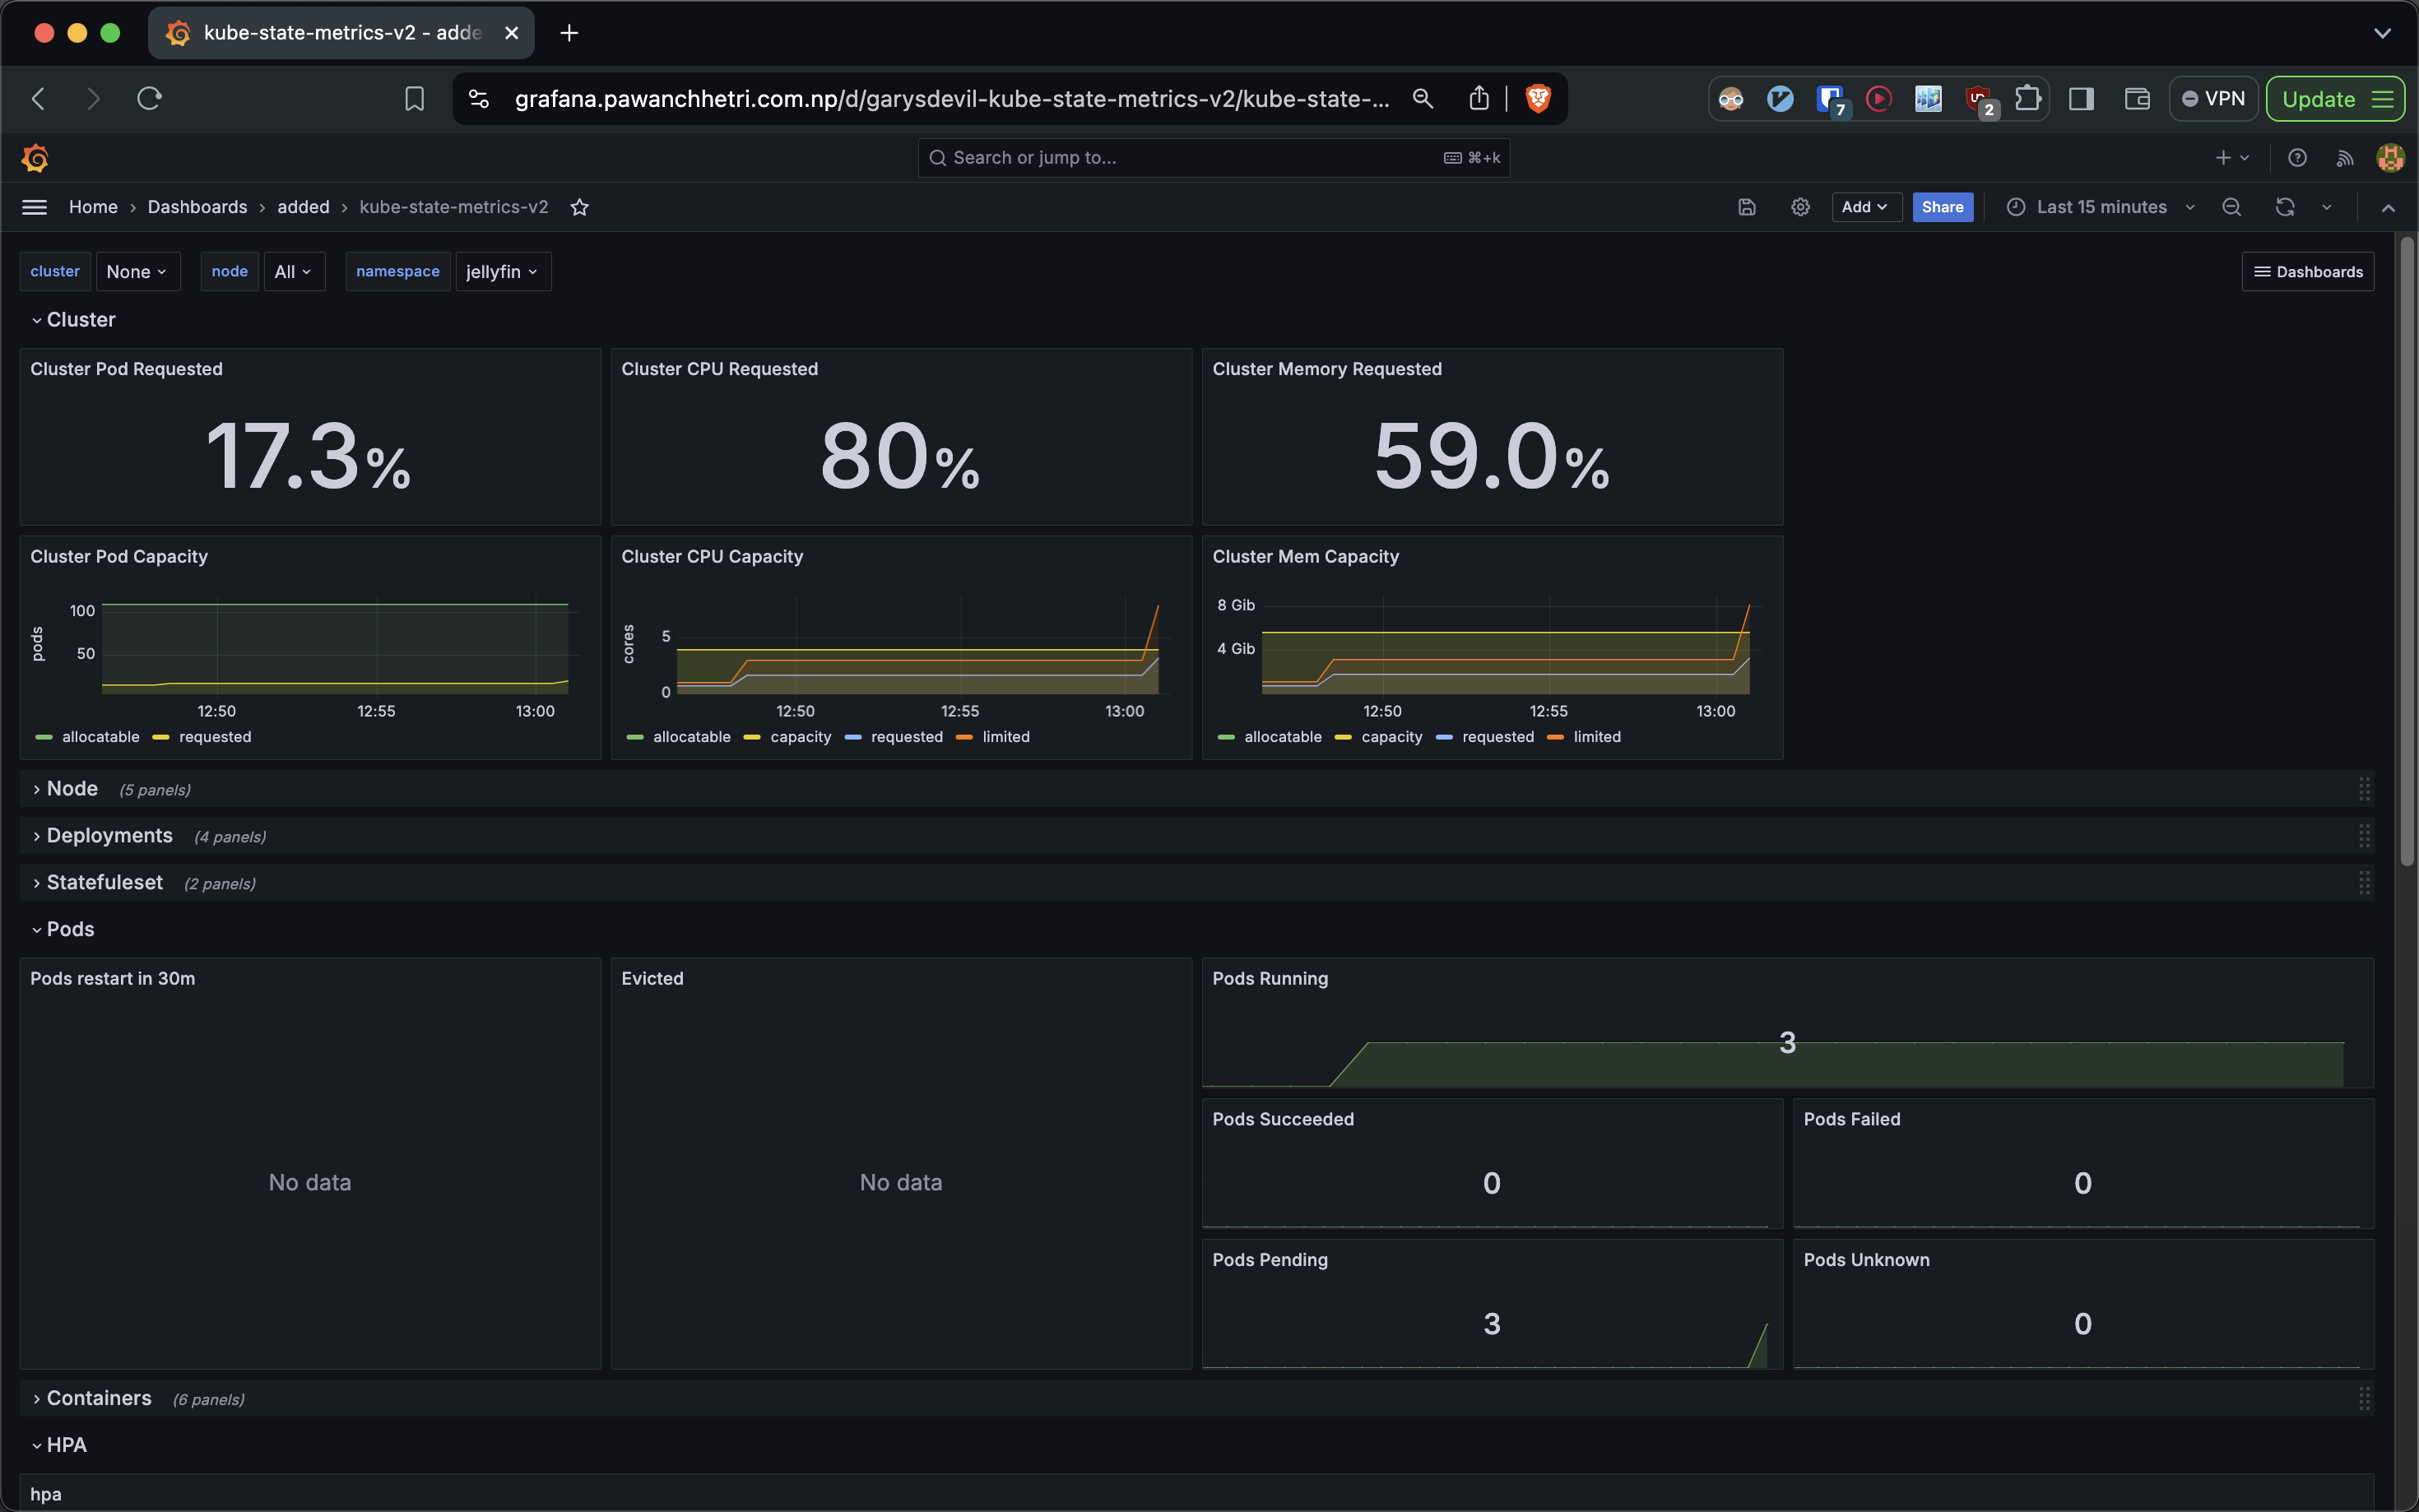 kube-state-metrics-v2 - adde
grafana.pawanchhetri.com.np/d/garysdevil-kube-state-metrics-v2/kube-state-...
7
2
VPN
Update
Search or jump to...
⌘+k
Home › Dashboards › added › kube-state-metrics-v2
Add
Share
Last 15 minutes
cluster None node All namespace jellyfin
Dashboards
Cluster
Cluster Pod Requested
17.3%
Cluster CPU Requested
80%
Cluster Memory Requested
59.0%
Cluster Pod Capacity
pods
100
50
12:50 12:55 13:00
allocatable requested
Cluster CPU Capacity
cores
5
0
12:50 12:55 13:00
allocatable capacity requested limited
Cluster Mem Capacity
8 Gib
4 Gib
12:50 12:55 13:00
allocatable capacity requested limited
Node (5 panels)
Deployments (4 panels)
Statefuleset (2 panels)
Pods
Pods restart in 30m
No data
Evicted
No data
Pods Running
3
Pods Succeeded
0
Pods Failed
0
Pods Pending
3
Pods Unknown
0
Containers (6 panels)
HPA
hpa